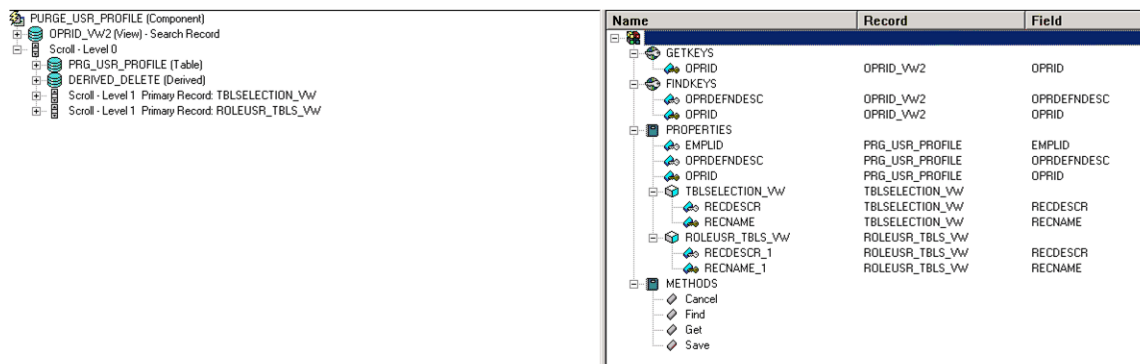 PURGE_USR_PROFILE (Component)
OPRID_VW2 (View) - Search Record
Scroll - Level 0
PRG_USR_PROFILE (Table)
DERIVED_DELETE (Derived)
Scroll - Level 1 Primary Record: TBLSELECTION_VW
Scroll - Level 1 Primary Record: ROLEUSR_TBLS_VW
Name Record Field
GETKEYS
OPRID OPRID_VW2 OPRID
FINDKEYS
OPRDEFNDESC OPRID_VW2 OPRDEFNDESC
OPRID OPRID_VW2 OPRID
PROPERTIES
EMPLID PRG_USR_PROFILE EMPLID
OPRDEFNDESC PRG_USR_PROFILE OPRDEFNDESC
OPRID PRG_USR_PROFILE OPRID
TBLSELECTION_VW TBLSELECTION_VW
RECDESCR TBLSELECTION_VW RECDESCR
RECNAME TBLSELECTION_VW RECNAME
ROLEUSR_TBLS_VW ROLEUSR_TBLS_VW
RECDESCR_1 ROLEUSR_TBLS_VW RECDESCR
RECNAME_1 ROLEUSR_TBLS_VW RECNAME
METHODS
Cancel
Find
Get
Save